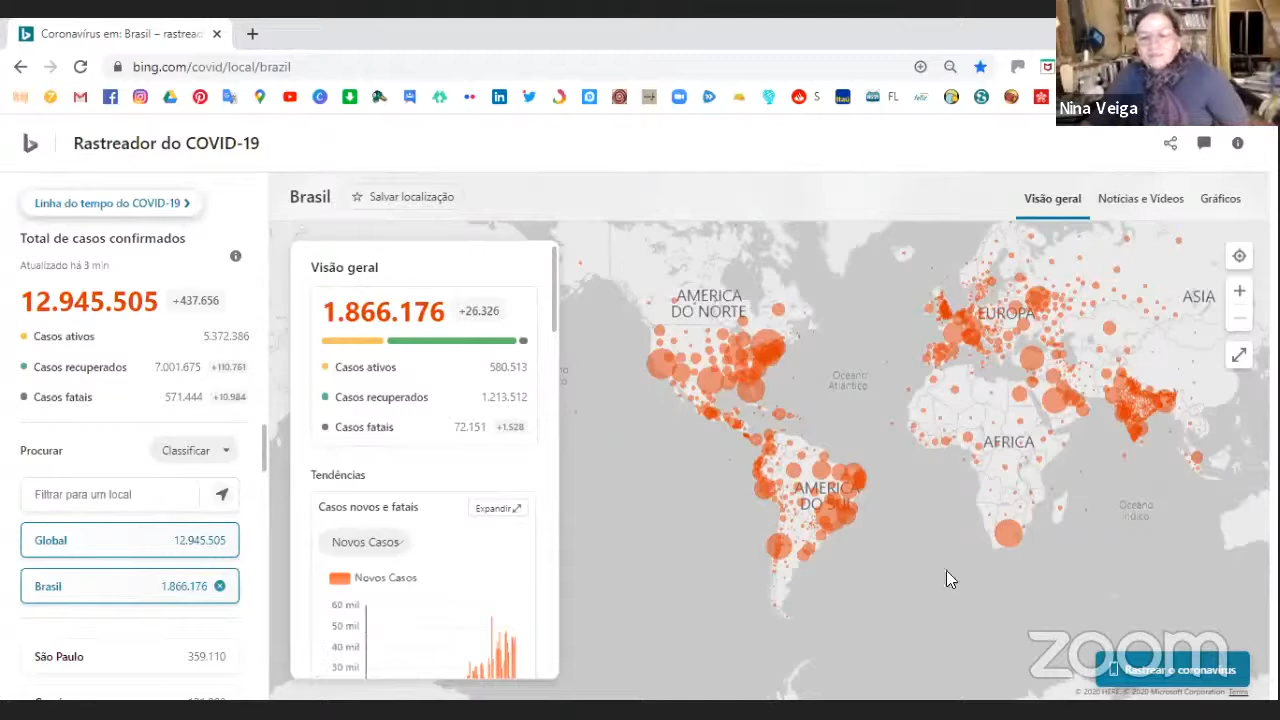 Coronavírus em: Brasil – rastread
bing.com/covid/local/brazil
S
FL
Nina Veiga
Rastreador do COVID-19
Linha do tempo do COVID-19
Total de casos confirmados
Atualizado há 3 min
12.945.505 +437.656
Casos ativos 5.372.386
Casos recuperados 7.001.675 +110.761
Casos fatais 571.444 +10.984
Procurar Classificar
Filtrar para um local
Global 12.945.505
Brasil 1.866.176
São Paulo 359.110
Brasil Salvar localização
Visão geral Notícias e Vídeos Gráficos
Visão geral
1.866.176 +26.326
Casos ativos 580.513
Casos recuperados 1.213.512
Casos fatais 72.151 +1.528
Tendências
Casos novos e fatais Expandir
Novos Casos
Novos Casos
60 mil
50 mil
40 mil
30 mil
AMERICA
DO NORTE
EUROPA
ASIA
Oceano
Atlântico
AFRICA
AMERICA
DO SUL
Oceano
Índico
zoom
Rastrear o coronavírus
© 2020 HERE, © 2020 Microsoft Corporation Terms